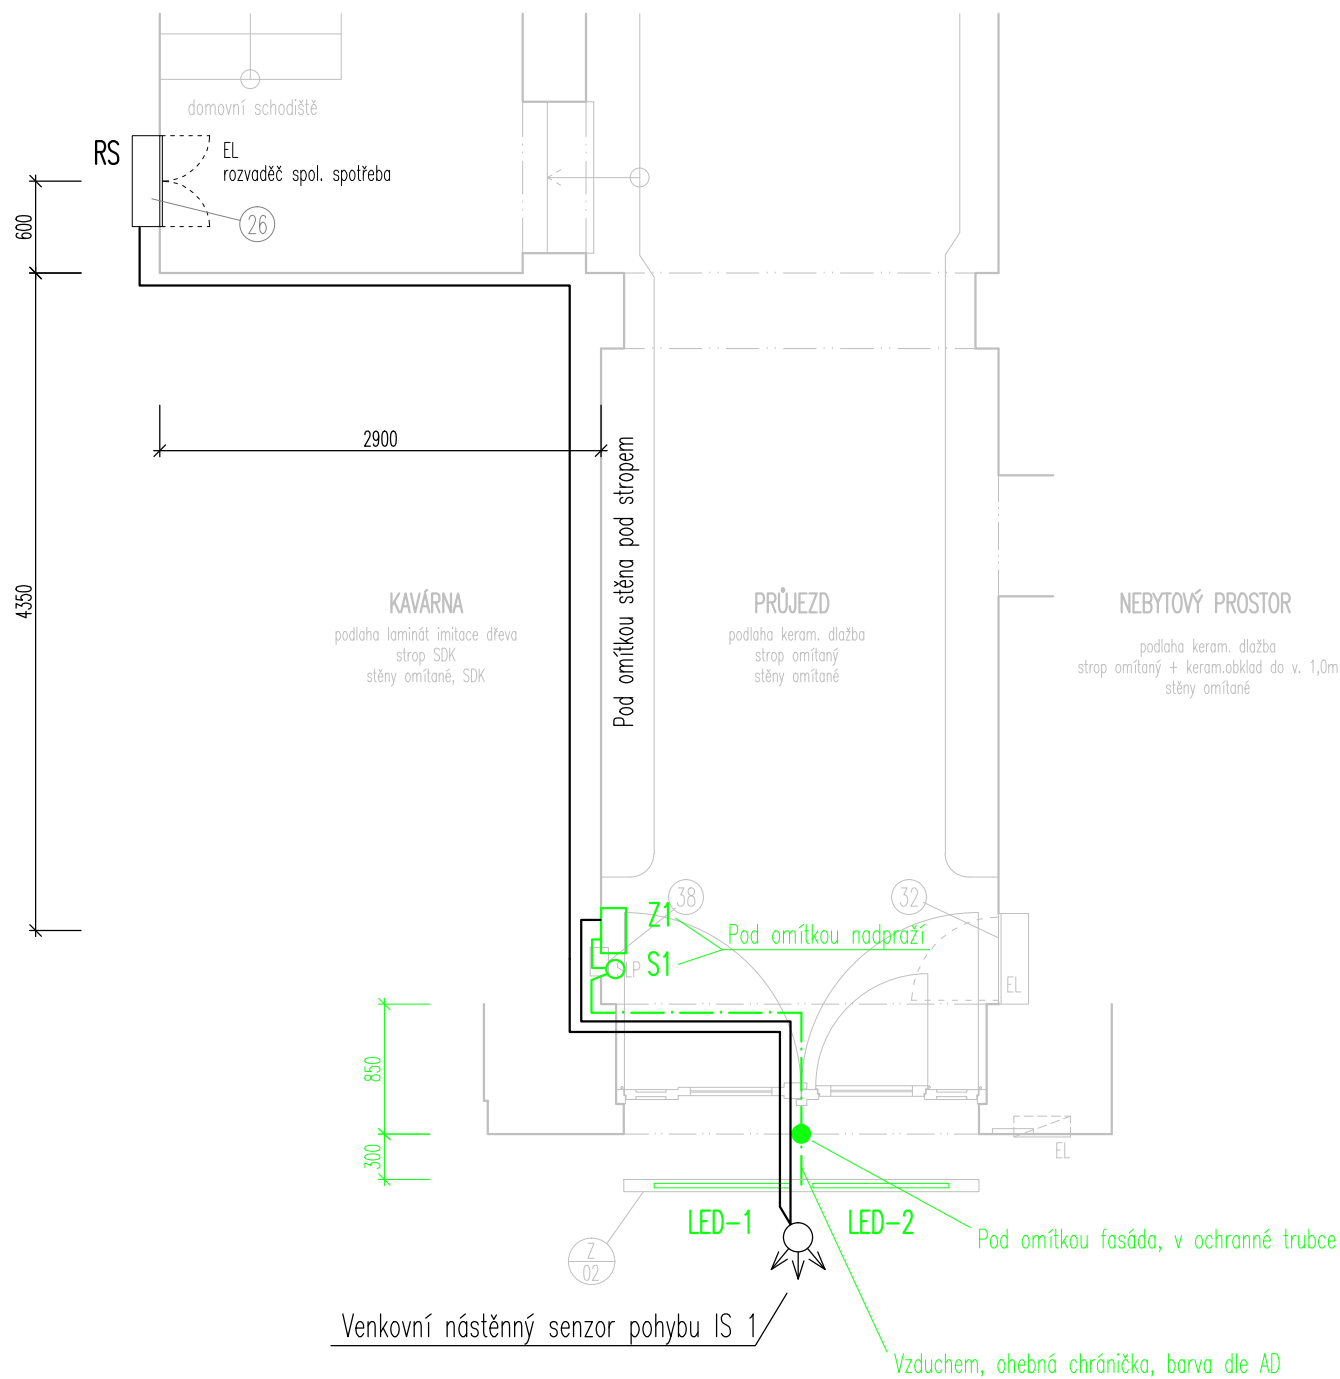 domovní schodiště
RS
EL
rozvaděč spol. spotřeba
26
600
2900
4350
Pod omítkou stěna pod stropem
KAVÁRNA
podlaha laminát imitace dřeva
strop SDK
stěny omítané, SDK
PRŮJEZD
podlaha keram. dlažba
strop omítaný
stěny omítané
NEBYTOVÝ PROSTOR
podlaha keram. dlažba
strop omítaný + keram.obklad do v. 1,0m
stěny omítané
38
32
Z1
Pod omítkou nadpraží
S1
EL
850
300
EL
LED-1
LED-2
Pod omítkou fasáda, v ochranné trubce
Z
02
Venkovní nástěnný senzor pohybu IS 1
Vzduchem, ohebná chránička, barva dle AD